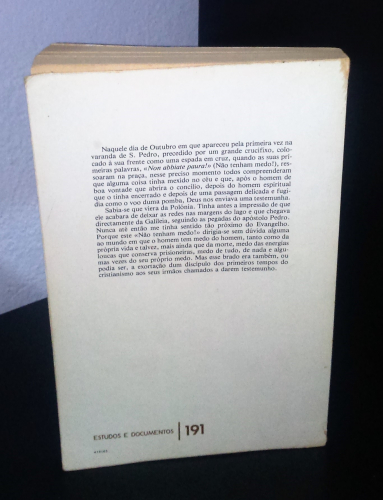 Naquele dia de Outubro em que apareceu pela primeira vez na
varanda de S. Pedro, precedido por um grande crucifixo, colo-
cado à sua frente como uma espada em cruz, quando as suas pri-
meiras palavras, «Non abbiate paura!» (Não tenham medo!), res-
soaram na praça, nesse preciso momento todos compreenderam
que alguma coisa tinha mexido no céu e que, após o homem de
boa vontade que abrira o concílio, depois do homem espiritual
que o tinha encerrado e depois de uma passagem delicada e fugi-
dia como o voo duma pomba, Deus nos enviava uma testemunha.
Sabia-se que viera da Polónia. Tinha antes a impressão de que
ele acabara de deixar as redes nas margens do lago e que chegava
directamente da Galileia, seguindo as pegadas do apóstolo Pedro.
Nunca até então me tinha sentido tão próximo do Evangelho.
Porque este «Não tenham medo!» dirigia-se sem dúvida alguma
ao mundo em que o homem tem medo do homem, tanto como da
própria vida e talvez, mais ainda que da morte, medo das energias
loucas que conserva prisioneiras, medo de tudo, de nada e algu-
mas vezes do seu próprio medo. Mas esse brado era também, ou
podia ser, a exortação dum discípulo dos primeiros tempos do
cristianismo aos seus irmãos chamados a darem testemunho.
ESTUDOS E DOCUMENTOS | 191